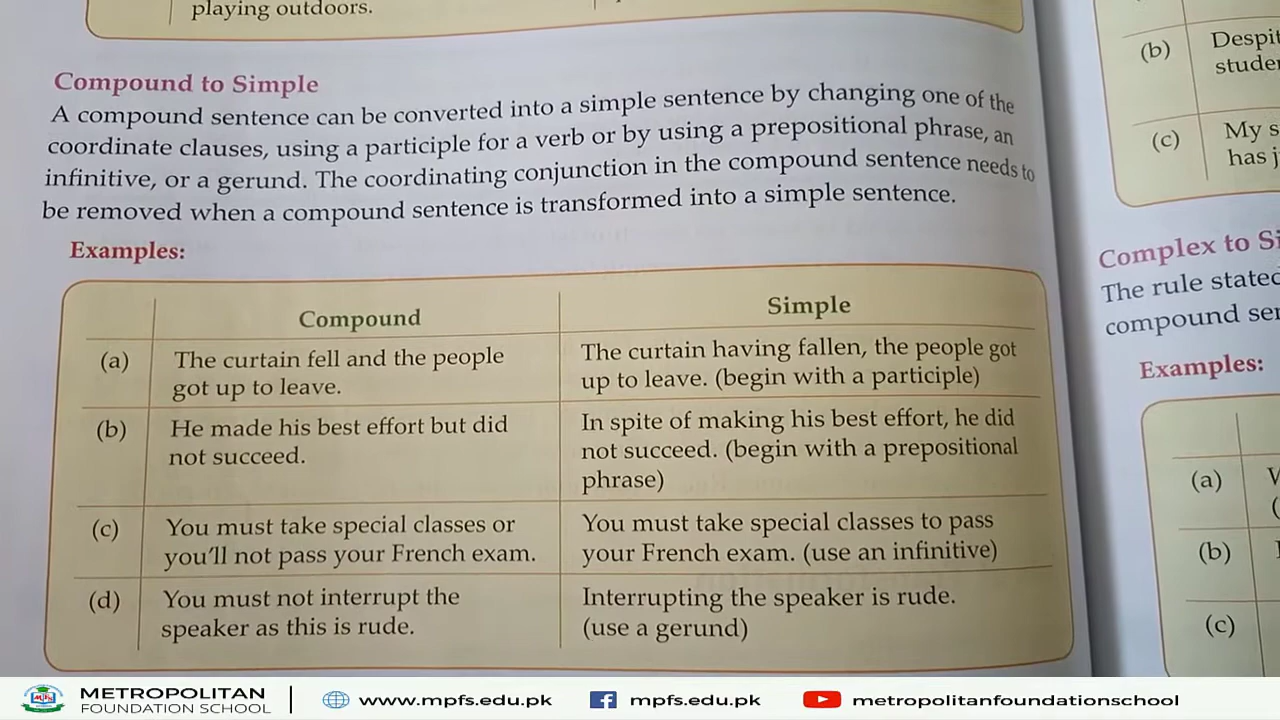 playing outdoors.
Compound to Simple
A compound sentence can be converted into a simple sentence by changing one of the
coordinate clauses, using a participle for a verb or by using a prepositional phrase, an
infinitive, or a gerund. The coordinating conjunction in the compound sentence needs to
be removed when a compound sentence is transformed into a simple sentence.
Examples:
Compound
Simple
(a)
The curtain fell and the people
got up to leave.
The curtain having fallen, the people got
up to leave. (begin with a participle)
(b)
He made his best effort but did
not succeed.
In spite of making his best effort, he did
not succeed. (begin with a prepositional
phrase)
(c)
You must take special classes or
you'll not pass your French exam.
You must take special classes to pass
your French exam. (use an infinitive)
(d)
You must not interrupt the
speaker as this is rude.
Interrupting the speaker is rude.
(use a gerund)
(b)
(c)
My
has
Complex to
The rule
compound
Examples:
(a)
(b)
(c)
METROPOLITAN
FOUNDATION SCHOOL
www.mpfs.edu.pk
mpfs.edu.pk
metropolitanfoundationschool